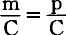 m/C = p/C